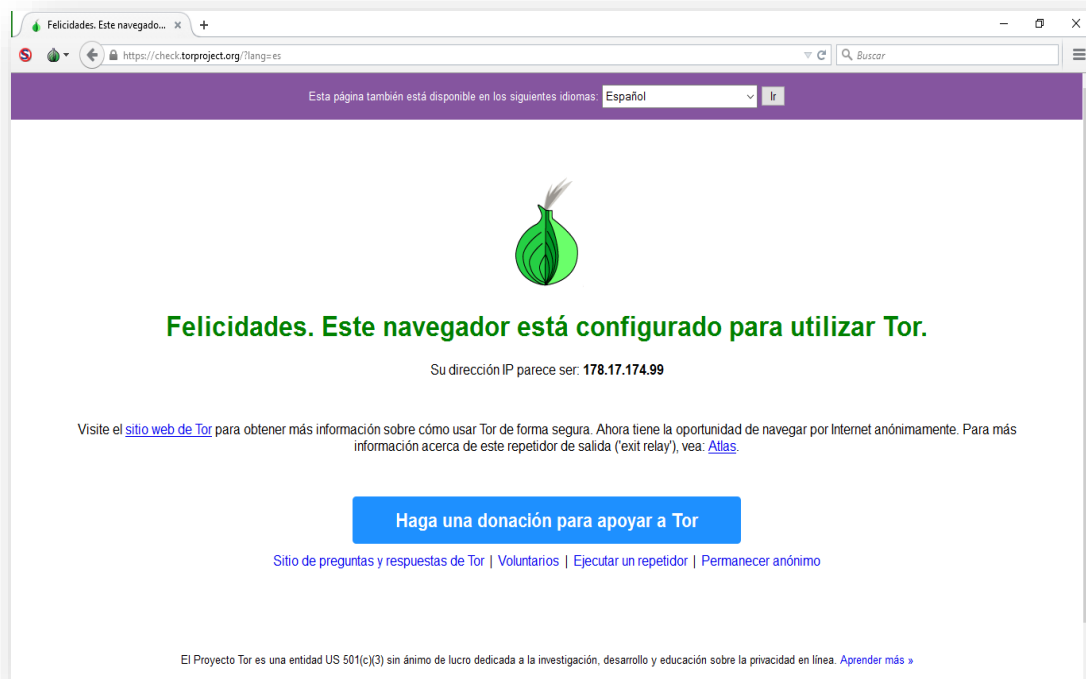 Felicidades. Este navegado...
https://check.torproject.org/?lang=es
Buscar
Esta página también está disponible en los siguientes idiomas: Español Ir
Felicidades. Este navegador está configurado para utilizar Tor.
Su dirección IP parece ser: 178.17.174.99
Visite el sitio web de Tor para obtener más información sobre cómo usar Tor de forma segura. Ahora tiene la oportunidad de navegar por Internet anónimamente. Para más
información acerca de este repetidor de salida ('exit relay'), vea: Atlas.
Haga una donación para apoyar a Tor
Sitio de preguntas y respuestas de Tor | Voluntarios | Ejecutar un repetidor | Permanecer anónimo
El Proyecto Tor es una entidad US 501(c)(3) sin ánimo de lucro dedicada a la investigación, desarrollo y educación sobre la privacidad en línea. Aprender más »